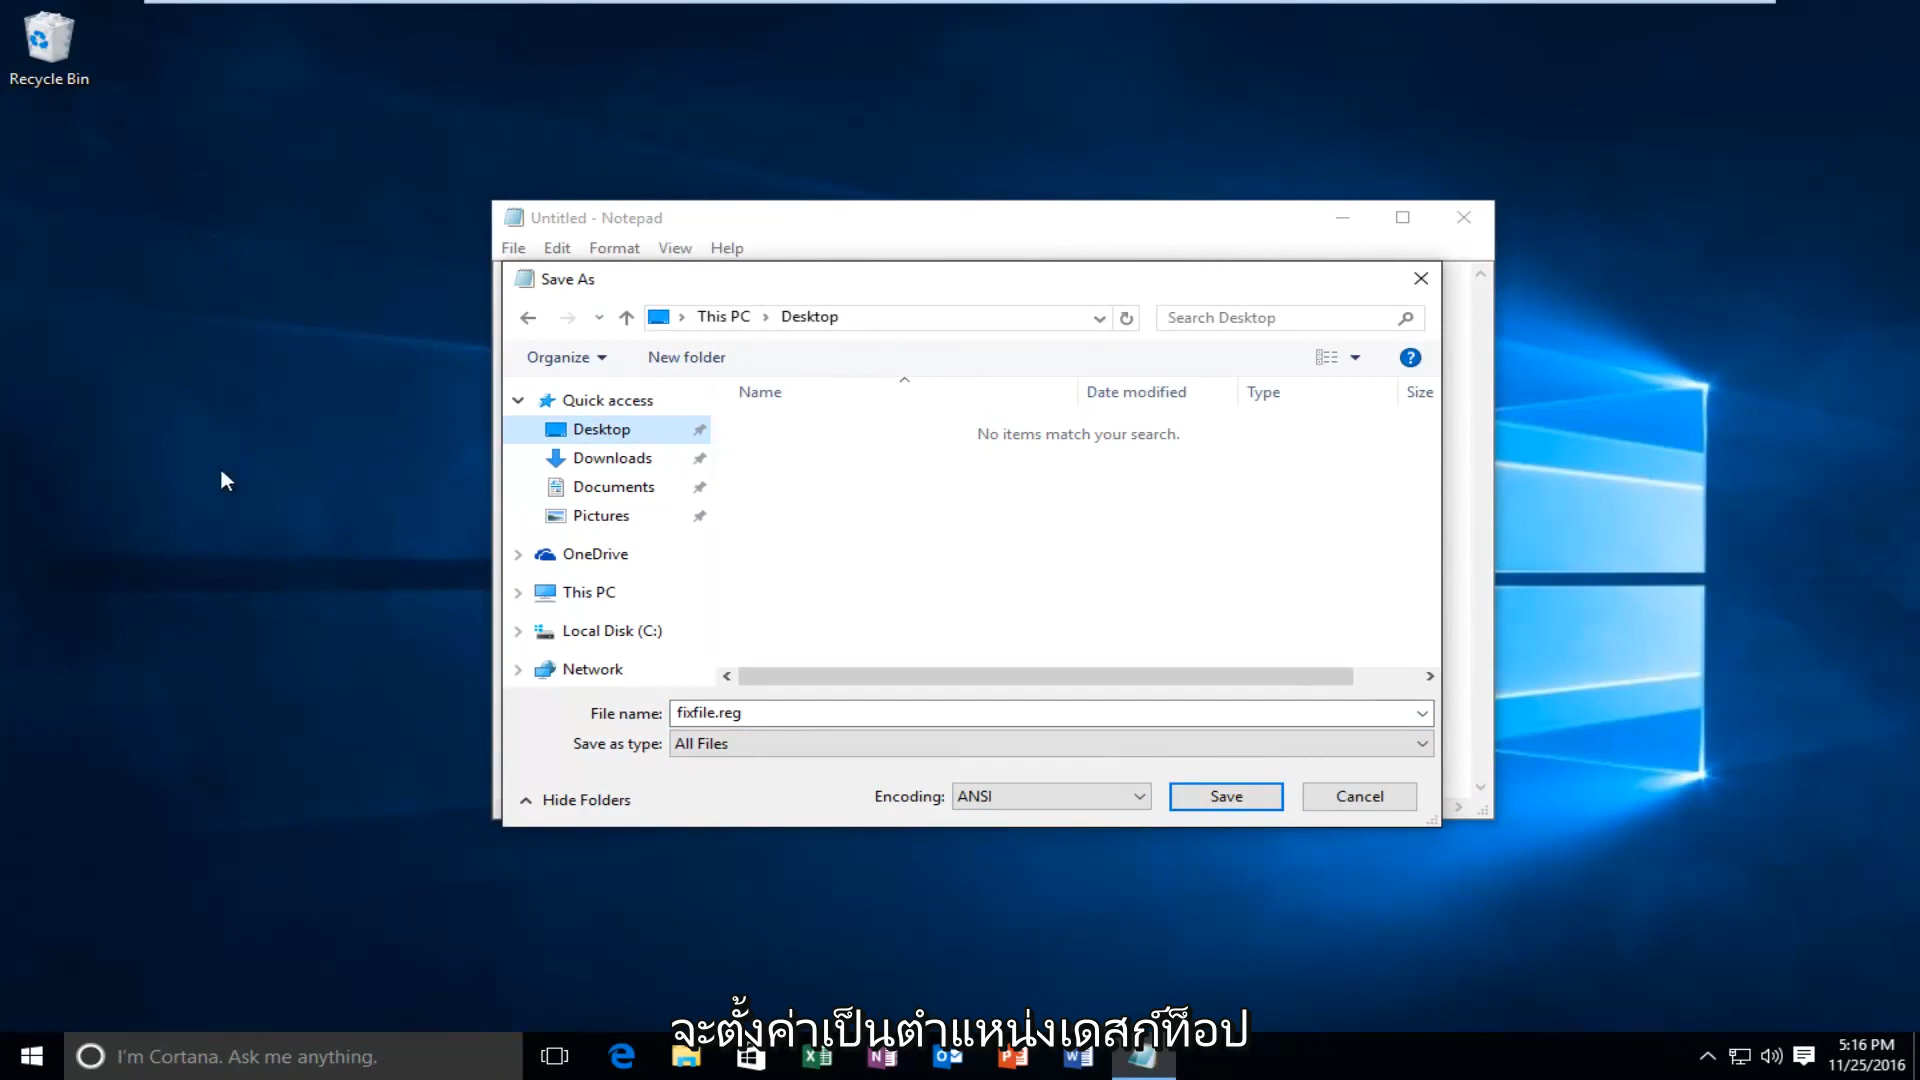 Recycle Bin
Untitled - Notepad
File Edit Format View Help
Save As
This PC Desktop
Search Desktop
Organize New folder
Name Date modified Type Size
Quick access
No items match your search.
Desktop
Downloads
Documents
Pictures
OneDrive
This PC
Local Disk (C:)
Network
File name: fixfile.reg
Save as type: All Files
Hide Folders Encoding: ANSI Save Cancel
จะตั้งค่าเป็นตำแหน่งเดสก์ท็อป
I'm Cortana. Ask me anything.
5:16 PM
11/25/2016